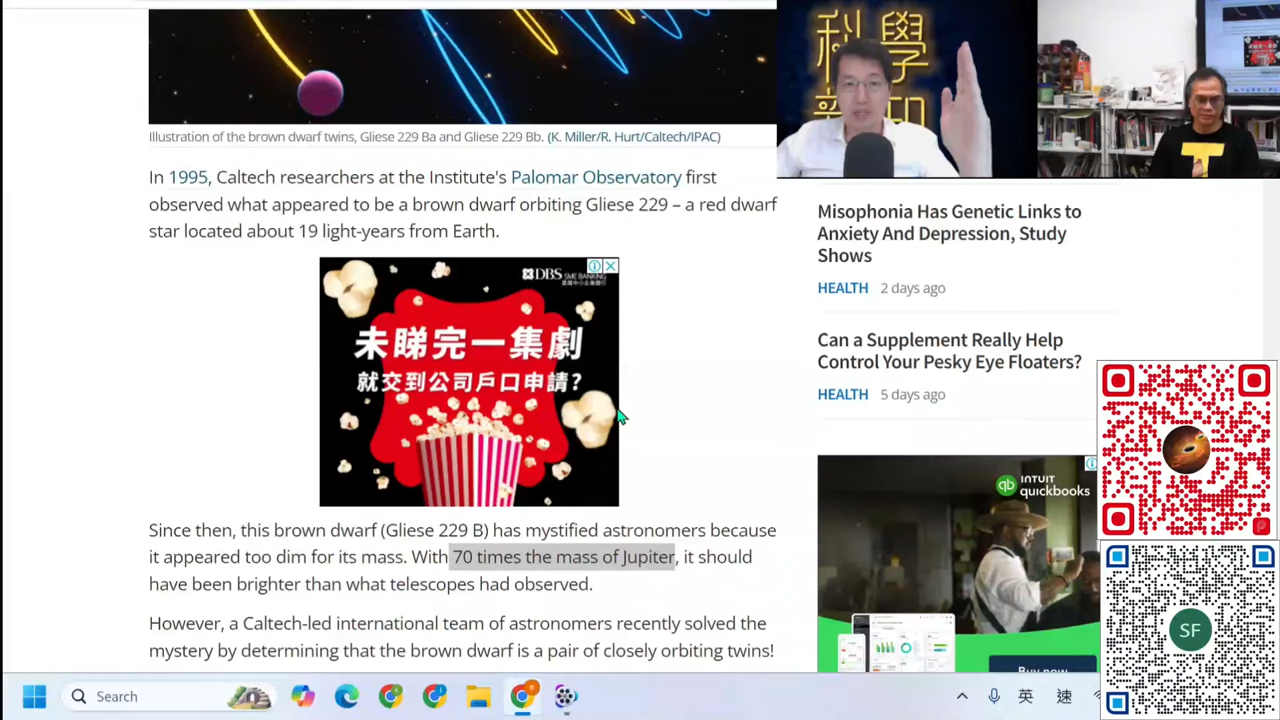 Illustration of the brown dwarf twins, Gliese 229 Ba and Gliese 229 Bb. (K. Miller/R. Hurt/Caltech/IPAC)
In 1995, Caltech researchers at the Institute's Palomar Observatory first
observed what appeared to be a brown dwarf orbiting Gliese 229 – a red dwarf
star located about 19 light-years from Earth.
DBS SME BANKING
未睇完一集劇
就交到公司戶口申請?
Since then, this brown dwarf (Gliese 229 B) has mystified astronomers because
it appeared too dim for its mass. With 70 times the mass of Jupiter, it should
have been brighter than what telescopes had observed.
However, a Caltech-led international team of astronomers recently solved the
mystery by determining that the brown dwarf is a pair of closely orbiting twins!
科學
Misophonia Has Genetic Links to
Anxiety And Depression, Study
Shows
HEALTH 2 days ago
Can a Supplement Really Help
Control Your Pesky Eye Floaters?
HEALTH 5 days ago
qb INTUIT
quickbooks
Buy now
SF
Search
英
速